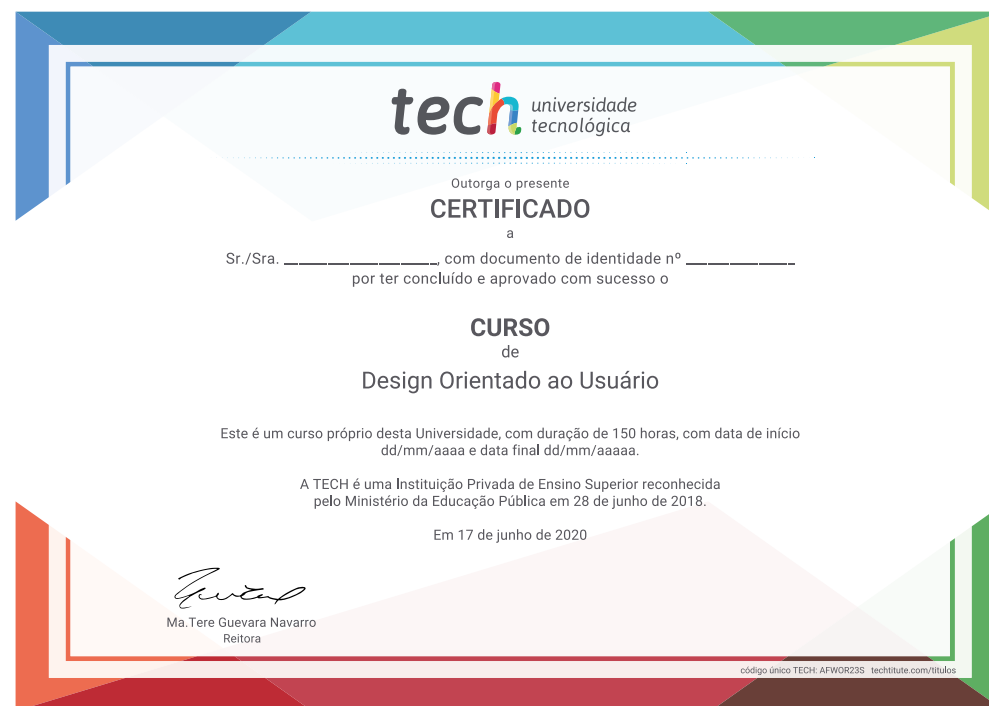 tech universidade
tecnológica
Outorga o presente
CERTIFICADO
a
Sr./Sra. __________________, com documento de identidade nº _____________
por ter concluído e aprovado com sucesso o
CURSO
de
Design Orientado ao Usuário
Este é um curso próprio desta Universidade, com duração de 150 horas, com data de início
dd/mm/aaaa e data final dd/mm/aaaaa.
A TECH é uma Instituição Privada de Ensino Superior reconhecida
pelo Ministério da Educação Pública em 28 de junho de 2018.
Em 17 de junho de 2020
Ma.Tere Guevara Navarro
Reitora
código único TECH: AFWOR23S techtitute.com/titulos